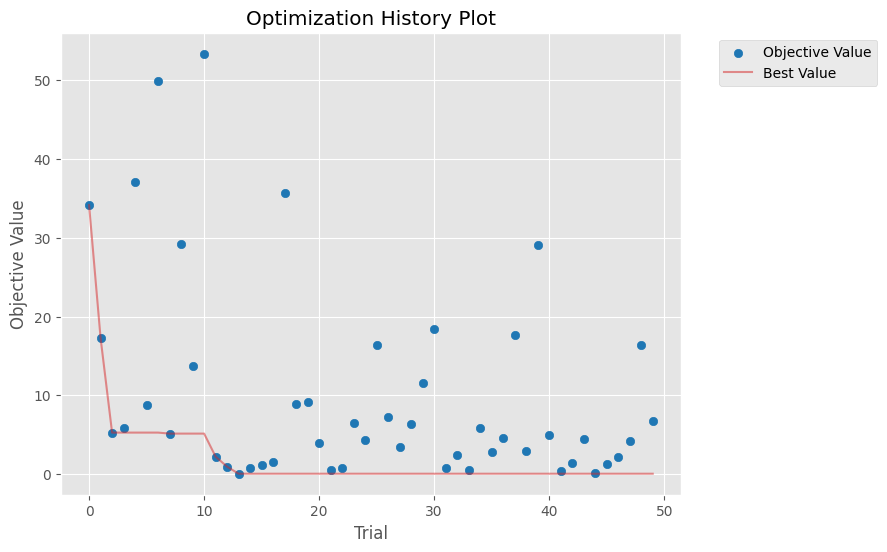 Optimization History Plot
Objective Value
Best Value
Objective Value
50
40
30
20
10
0
0 10 20 30 40 50
Trial